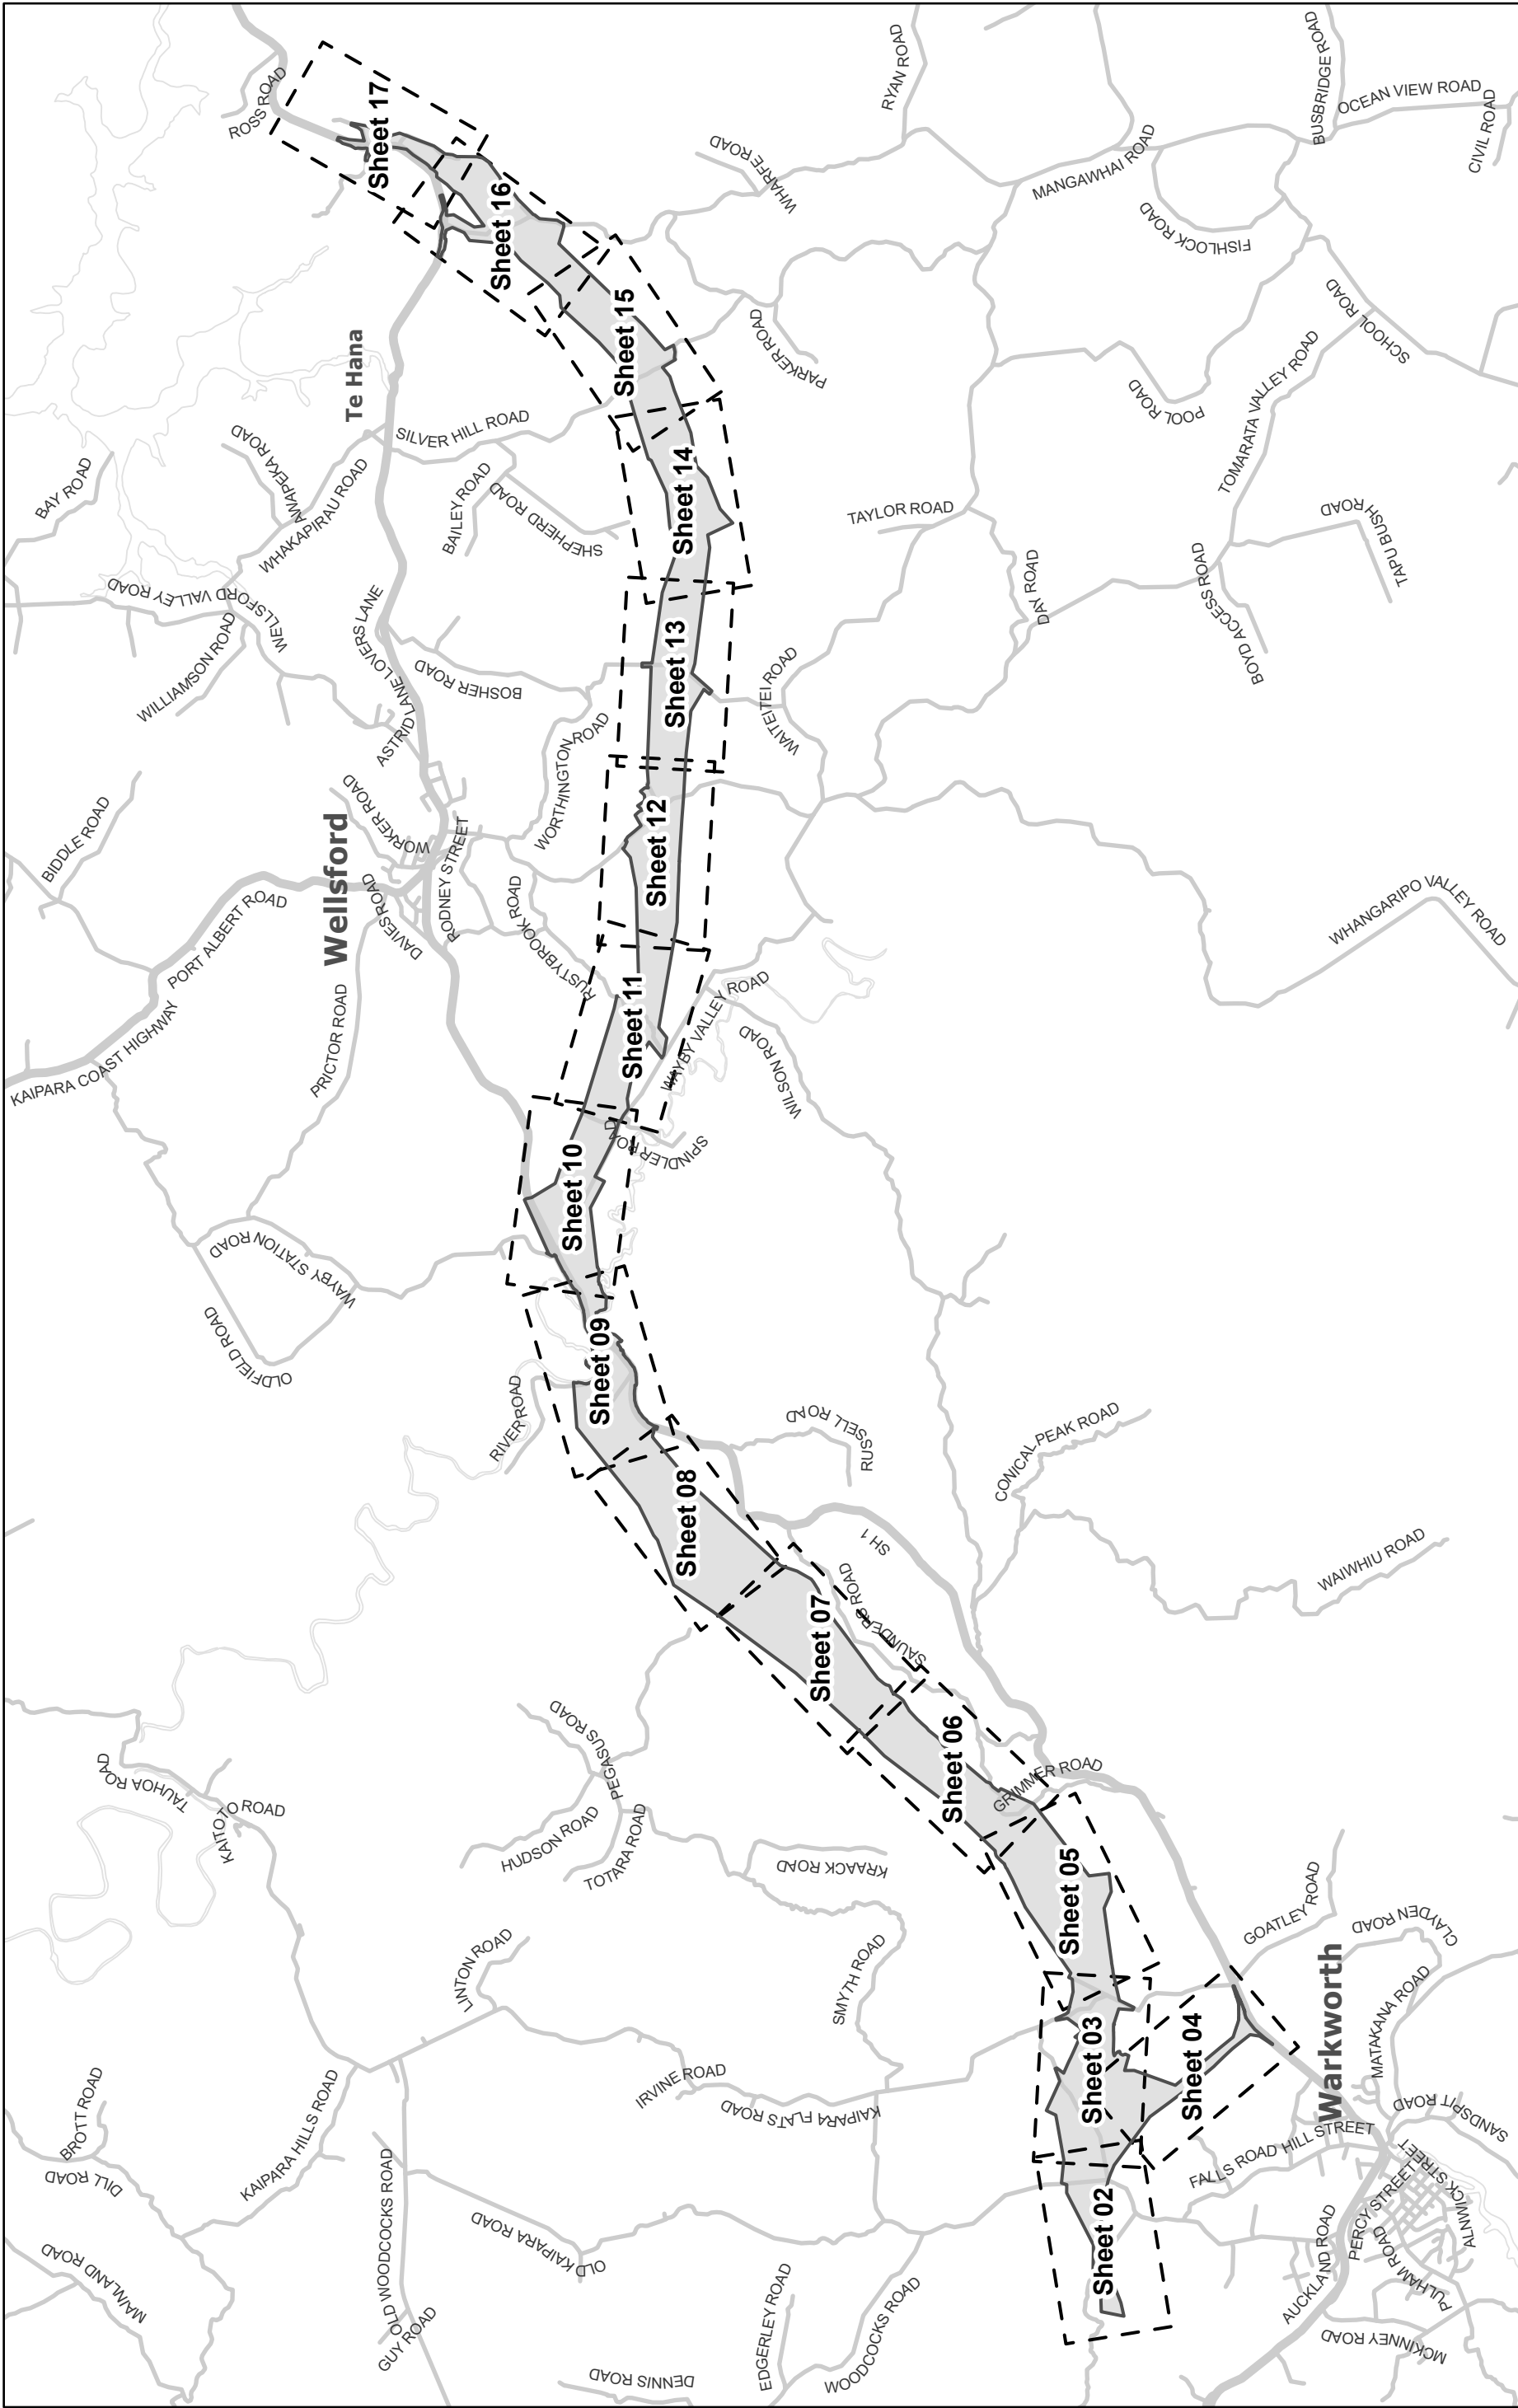 ROSS ROAD
Sheet 17
RYAN ROAD
BUSBRIDGE ROAD
OCEAN VIEW ROAD
CIVIL ROAD
WHARFE ROAD
MANGAWHAI ROAD
FISHLOCK ROAD
Sheet 16
Te Hana
Sheet 15
PARKER ROAD
SCHOOL ROAD
POOL ROAD
TOMARATA VALLEY ROAD
SILVER HILL ROAD
BAY ROAD
AWAPEKA ROAD
WHAKAPIRAU ROAD
BAILEY ROAD
SHEPHERD ROAD
Sheet 14
TAYLOR ROAD
TAPU BUSH ROAD
WELLSFORD VALLEY ROAD
WILLIAMSON ROAD
LOVERS LANE
ASTRID LANE
BOSHER ROAD
Sheet 13
WAITEITEI ROAD
DAY ROAD
BOYD ACCESS ROAD
WORTHINGTON ROAD
BIDDLE ROAD
WORKER ROAD
Wellsford
RODNEY STREET
DAVIES ROAD
Sheet 12
PORT ALBERT ROAD
RUSTYBROOK ROAD
WHANGARIPO VALLEY ROAD
KAIPARA COAST HIGHWAY
PRICTOR ROAD
Sheet 11
WAYBY VALLEY ROAD
WILSON ROAD
SPINDLER ROAD
Sheet 10
WAYBY STATION ROAD
OLDFIELD ROAD
Sheet 09
RIVER ROAD
RUSSELL ROAD
CONICAL PEAK ROAD
Sheet 08
SH 1
WAIWHIU ROAD
SAUNDERS ROAD
Sheet 07
PEGASUS ROAD
TAUHOA ROAD
KAITOTO ROAD
HUDSON ROAD
TOTARA ROAD
Sheet 06
GRIMMER ROAD
KRAACK ROAD
Sheet 05
GOATLEY ROAD
CLAYDEN ROAD
LINTON ROAD
SMYTH ROAD
Warkworth
MATAKANA ROAD
Sheet 03
Sheet 04
SANDSPIT ROAD
BROTT ROAD
DILL ROAD
KAIPARA HILLS ROAD
IRVINE ROAD
KAIPARA FLATS ROAD
FALLS ROAD
HILL STREET
Sheet 02
PERCY STREET
ALNWICK STREET
PULHAM ROAD
AUCKLAND ROAD
MCKINNEY ROAD
MAINLAND ROAD
OLD WOODCOCKS ROAD
GUY ROAD
OLD KAIPARA ROAD
EDGERLEY ROAD
WOODCOCKS ROAD
DENNIS ROAD